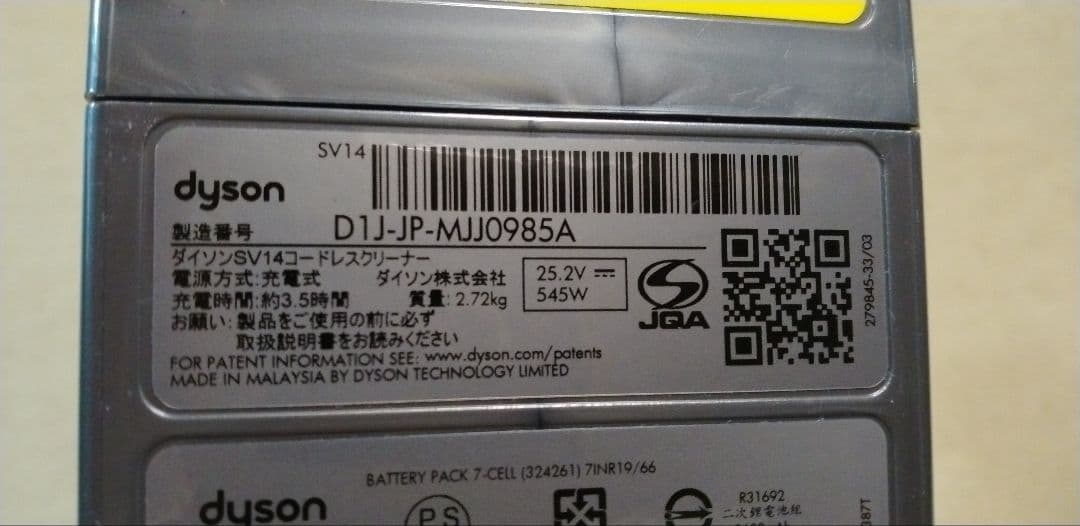 SV14
dyson
製造番号 D1J-JP-MJJ0985A
ダイソンSV14コードレスクリーナー
電源方式:充電式 ダイソン株式会社
充電時間:約3.5時間 質量:2.72kg
お願い:製品をご使用の前に必ず
取扱説明書をお読みください
25.2V
545W
JQA
279845-33/03
FOR PATENT INFORMATION SEE: www.dyson.com/patents
MADE IN MALAYSIA BY DYSON TECHNOLOGY LIMITED
BATTERY PACK 7-CELL (324261) 7INR19/66
dyson
PS
R31692
二次鋰電池組